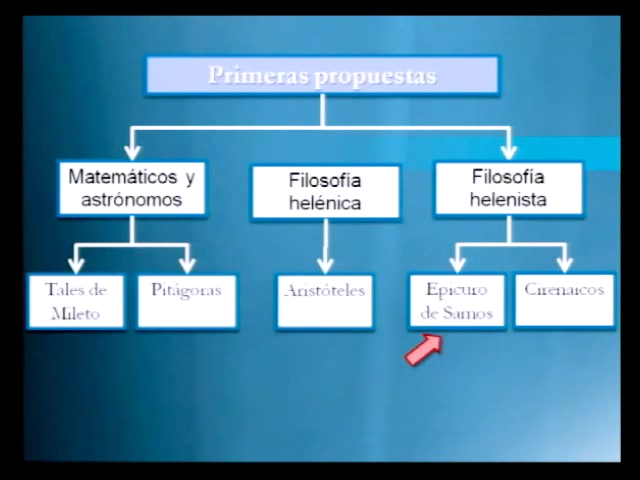 Primeras propuestas
Matemáticos y
astrónomos
Filosofía
helénica
Filosofía
helenista
Tales de
Mileto
Pitágoras
Aristóteles
Epicuro
de Samos
Cirenaicos